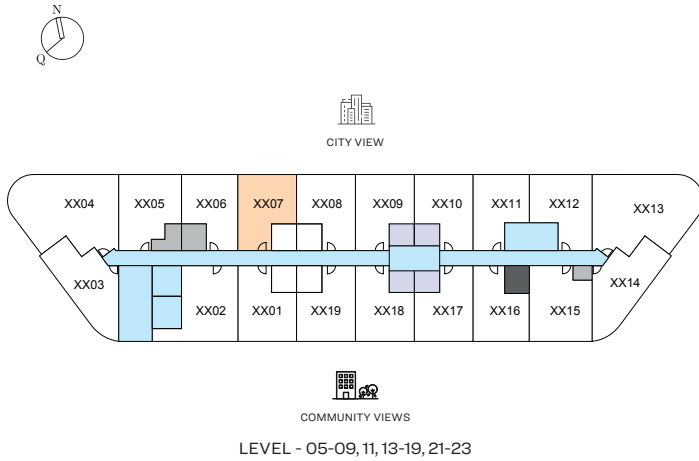 N
Q
CITY VIEW
XX04 XX05 XX06 XX07 XX08 XX09 XX10 XX11 XX12 XX13
XX03 XX02 XX01 XX19 XX18 XX17 XX16 XX15 XX14
COMMUNITY VIEWS
LEVEL - 05-09, 11, 13-19, 21-23